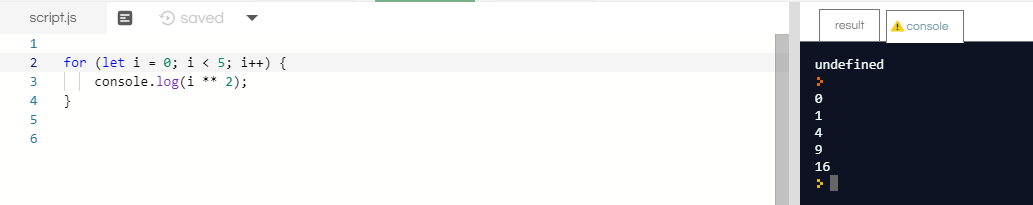 script.js saved
result console
1
2 for (let i = 0; i < 5; i++) {
3 console.log(i ** 2);
4 }
5
6
undefined
0
1
4
9
16